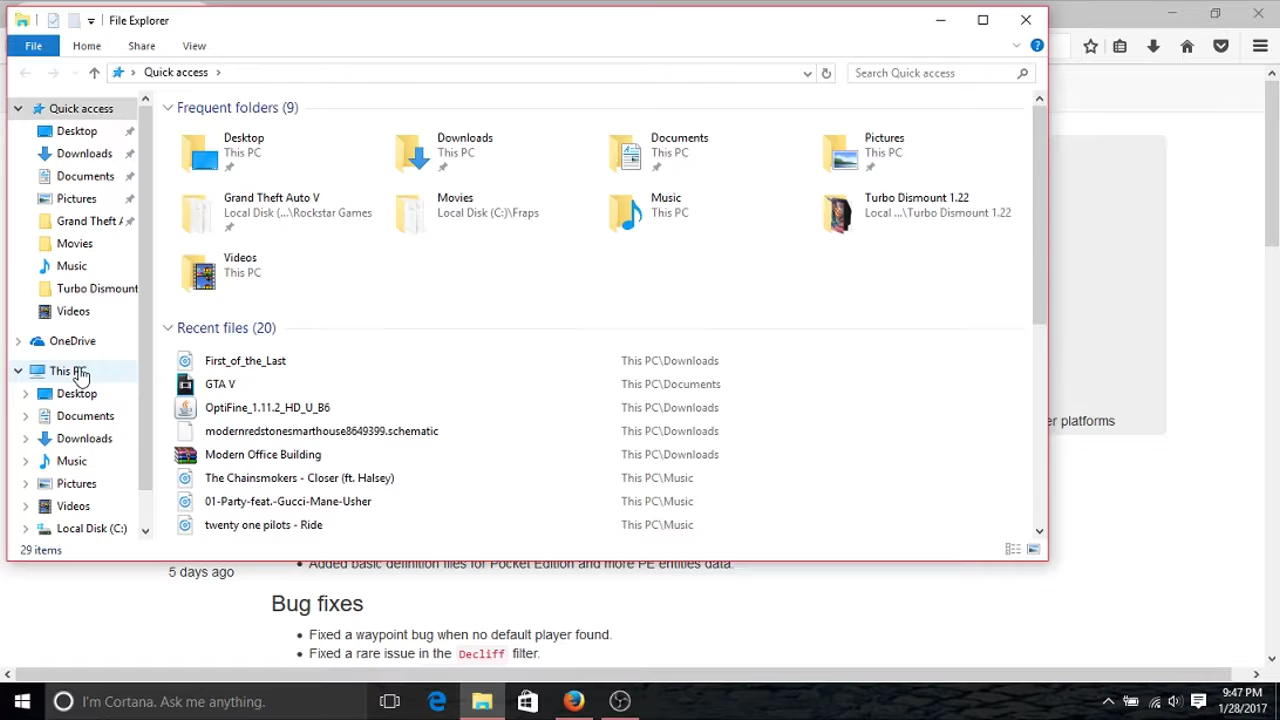 File Explorer
File Home Share View
Quick access
Search Quick access
Quick access
Desktop
Downloads
Documents
Pictures
Grand Theft A
Movies
Music
Turbo Dismount
Videos
OneDrive
This PC
Desktop
Documents
Downloads
Music
Pictures
Videos
Local Disk (C:)
Frequent folders (9)
Desktop
This PC
Downloads
This PC
Documents
This PC
Pictures
This PC
Grand Theft Auto V
Local Disk (...\Rockstar Games
Movies
Local Disk (C:)\Fraps
Music
This PC
Turbo Dismount 1.22
Local ...\Turbo Dismount 1.22
Videos
This PC
Recent files (20)
First_of_the_Last This PC\Downloads
GTA V This PC\Documents
OptiFine_1.11.2_HD_U_B6 This PC\Downloads
modernredstonesmarthouse8649399.schematic This PC\Downloads
Modern Office Building This PC\Downloads
The Chainsmokers - Closer (ft. Halsey) This PC\Music
01-Party-feat.-Gucci-Mane-Usher This PC\Music
twenty one pilots - Ride This PC\Music
29 items
er platforms
5 days ago
Added basic definition files for Pocket Edition and more PE entities data.
Bug fixes
Fixed a waypoint bug when no default player found.
Fixed a rare issue in the Decliff filter.
I'm Cortana. Ask me anything.
9:47 PM
1/28/2017